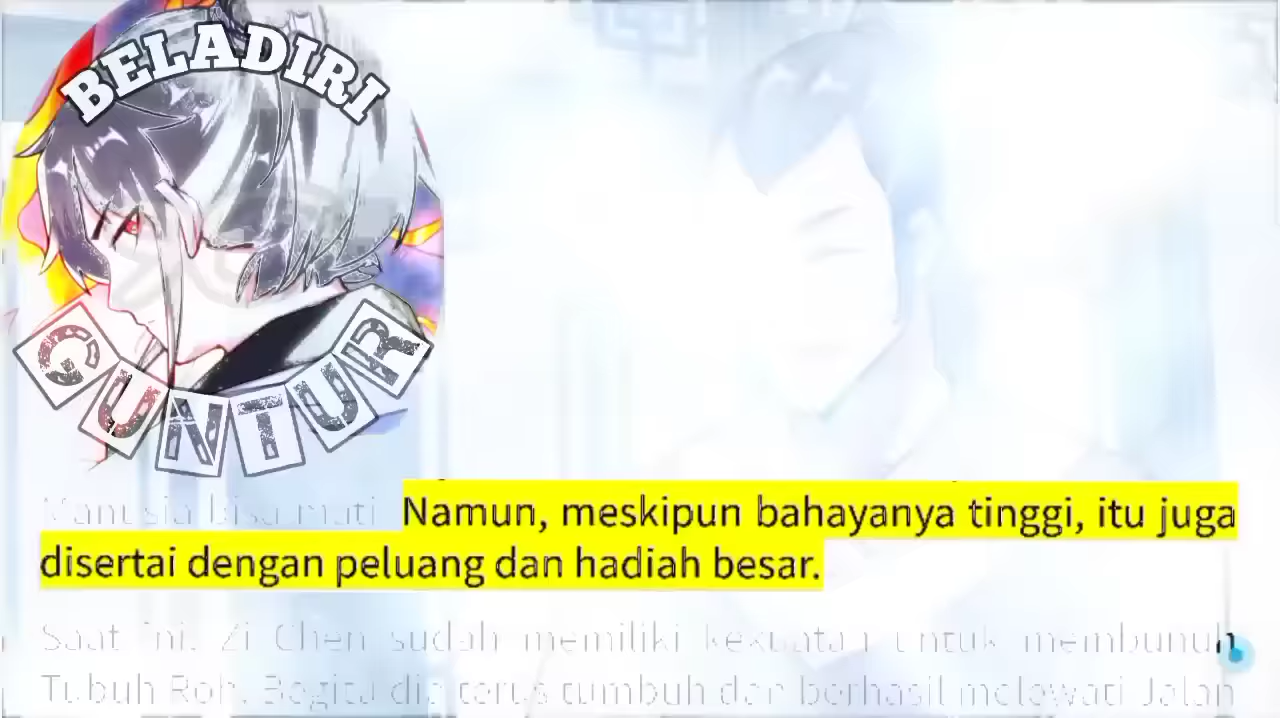 BELADIRI
GUNTUR
Manusia bisa mati Namun, meskipun bahayanya tinggi, itu juga
disertai dengan peluang dan hadiah besar.
Saat ini, Zi Chen sudah memiliki kekuatan untuk membunuh
Tubuh Roh. Begitu dia terus tumbuh dan berhasil melewati Jalan